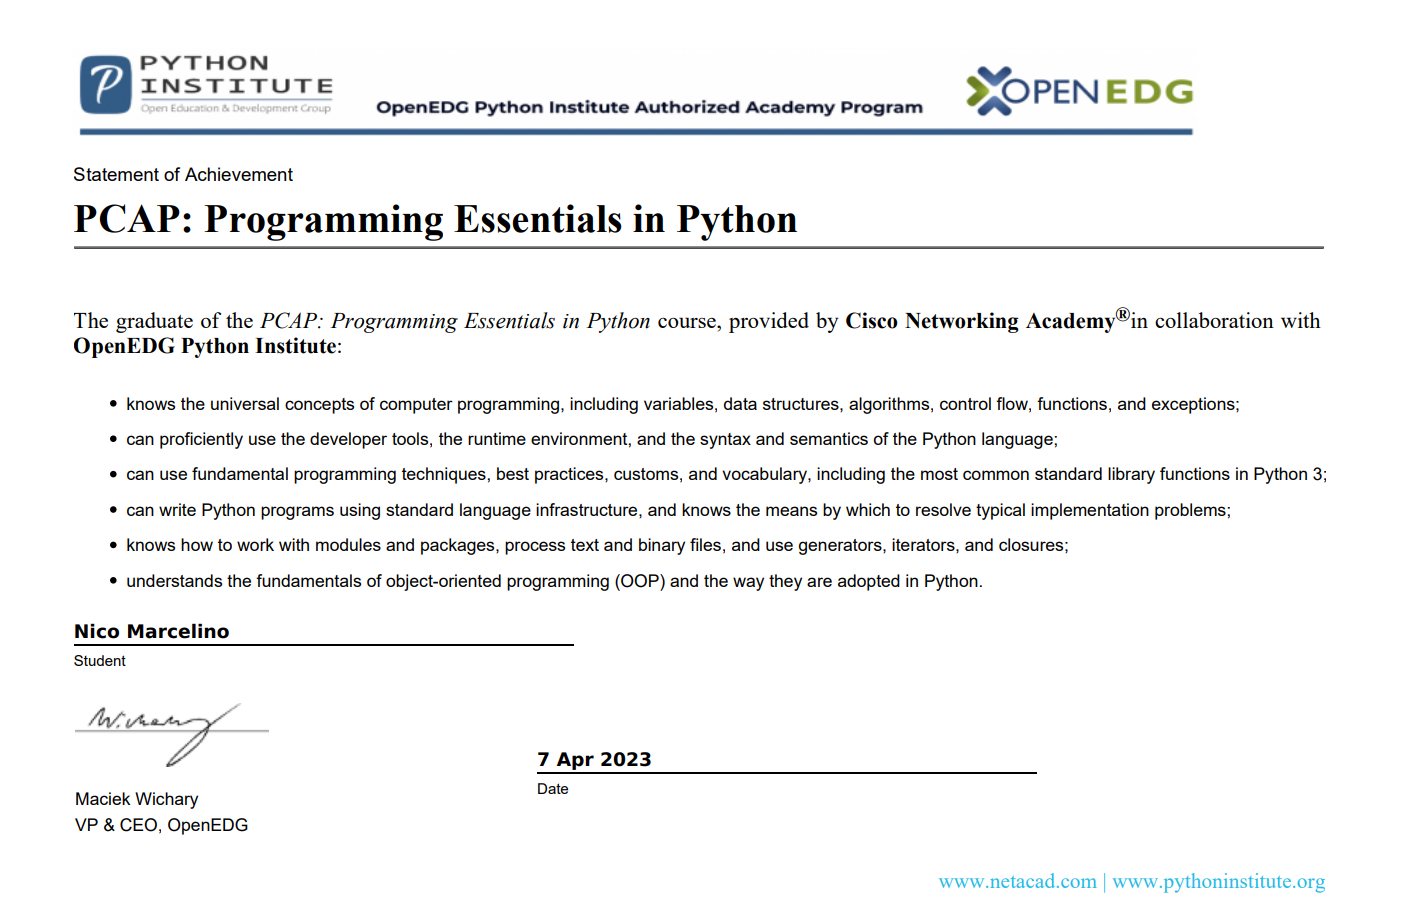 PYTHON
INSTITUTE
Open Education & Development Group
OpenEDG Python Institute Authorized Academy Program
OPENEDG
Statement of Achievement
PCAP: Programming Essentials in Python
The graduate of the PCAP: Programming Essentials in Python course, provided by Cisco Networking Academy®in collaboration with
OpenEDG Python Institute:
• knows the universal concepts of computer programming, including variables, data structures, algorithms, control flow, functions, and exceptions;
• can proficiently use the developer tools, the runtime environment, and the syntax and semantics of the Python language;
• can use fundamental programming techniques, best practices, customs, and vocabulary, including the most common standard library functions in Python 3;
• can write Python programs using standard language infrastructure, and knows the means by which to resolve typical implementation problems;
• knows how to work with modules and packages, process text and binary files, and use generators, iterators, and closures;
• understands the fundamentals of object-oriented programming (OOP) and the way they are adopted in Python.
Nico Marcelino
Student
W.Wichary
7 Apr 2023
Date
Maciek Wichary
VP & CEO, OpenEDG
www.netacad.com | www.pythoninstitute.org